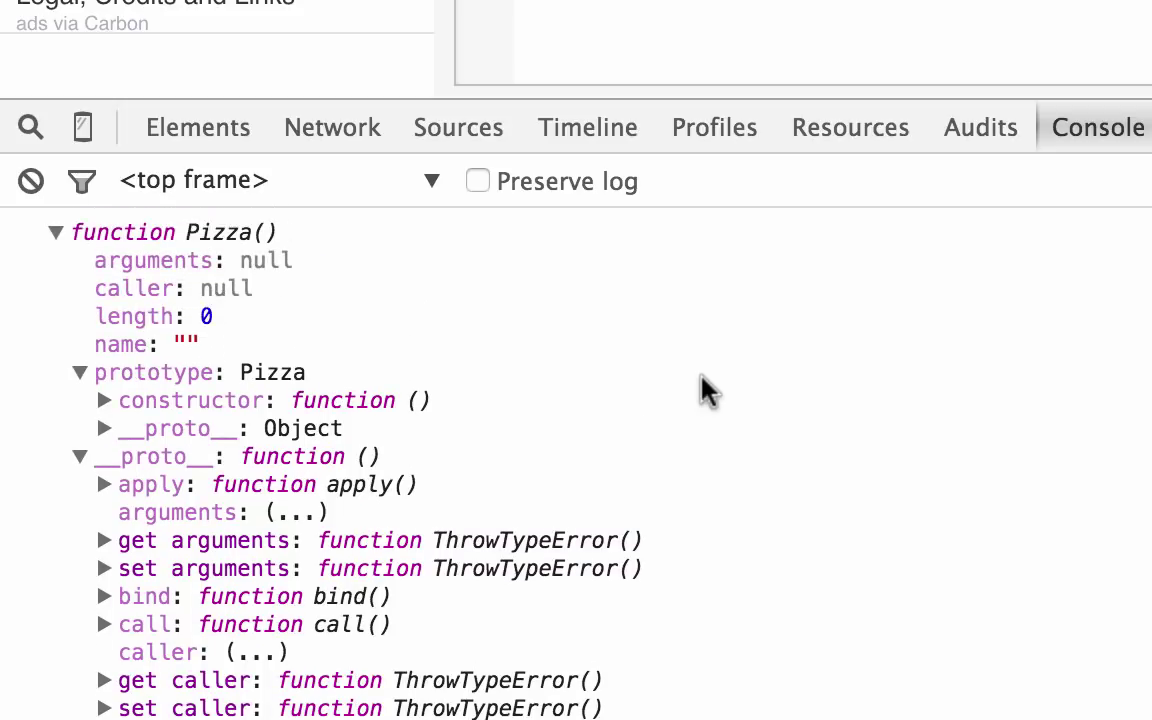 Legal, Credits and Links
ads via Carbon
Elements Network Sources Timeline Profiles Resources Audits Console
<top frame> ▼ Preserve log
▼ function Pizza()
arguments: null
caller: null
length: 0
name: ""
▼ prototype: Pizza
▶ constructor: function ()
▶ __proto__: Object
▼ __proto__: function ()
▶ apply: function apply()
arguments: (...)
▶ get arguments: function ThrowTypeError()
▶ set arguments: function ThrowTypeError()
▶ bind: function bind()
▶ call: function call()
caller: (...)
▶ get caller: function ThrowTypeError()
▶ set caller: function ThrowTypeError()